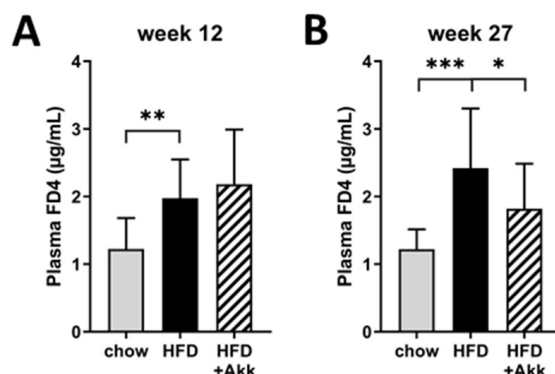 A
week 12
Plasma FD4 (µg/mL)
4
3
2
1
0
**
chow
HFD
HFD
+Akk
B
week 27
Plasma FD4 (µg/mL)
4
3
2
1
0
***
*
chow
HFD
HFD
+Akk